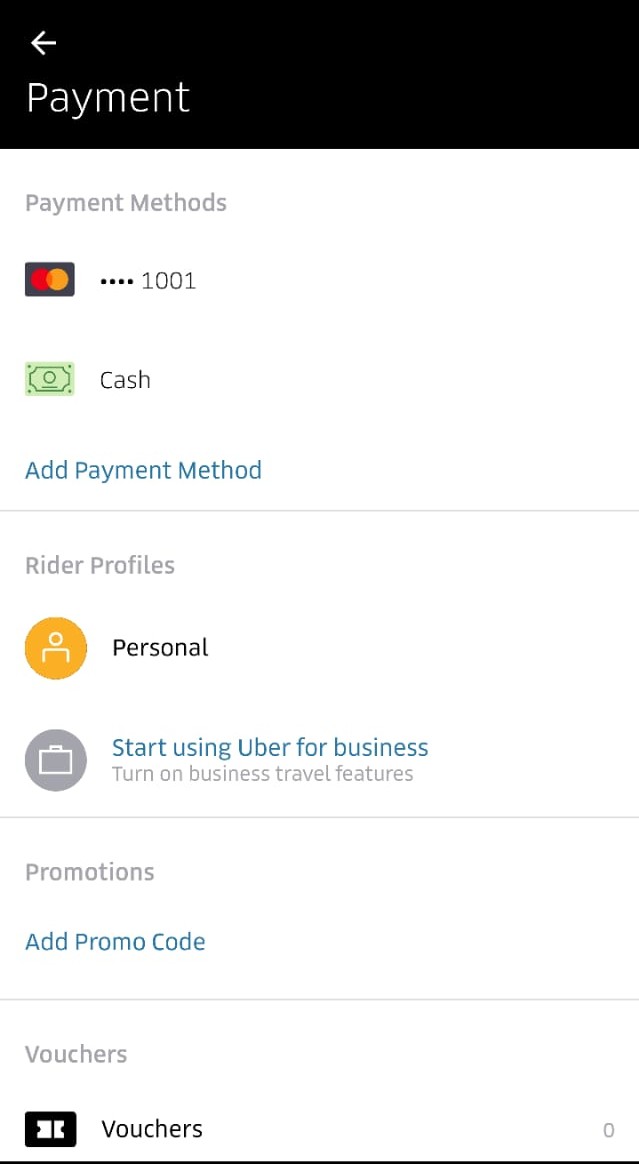 Payment
Payment Methods
•••• 1001
Cash
Add Payment Method
Rider Profiles
Personal
Start using Uber for business
Turn on business travel features
Promotions
Add Promo Code
Vouchers
Vouchers 0